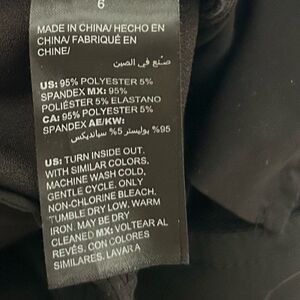 6
MADE IN CHINA/ HECHO EN
CHINA/ FABRIQUÉ EN
CHINE/
صنع في الصين
US: 95% POLYESTER 5%
SPANDEX MX: 95%
POLIÉSTER 5% ELASTANO
CA: 95% POLYESTER 5%
SPANDEX AE/KW:
95% بوليستر 5% سبانديكس
US: TURN INSIDE OUT.
WITH SIMILAR COLORS.
MACHINE WASH COLD,
GENTLE CYCLE. ONLY
NON-CHLORINE BLEACH.
TUMBLE DRY LOW. WARM
IRON. MAY BE DRY
CLEANED MX: VOLTEAR AL
REVÉS. CON COLORES
SIMILARES. LAVAR A